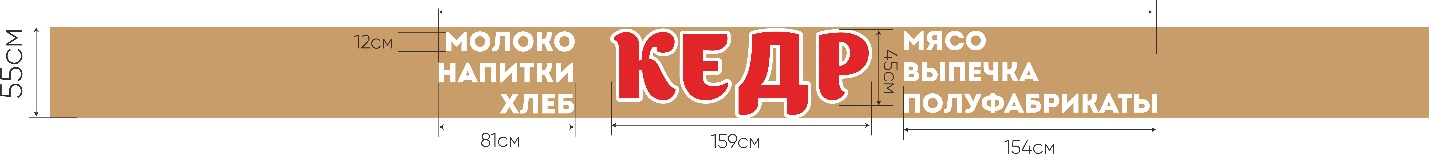 55см
12см
МОЛОКО
НАПИТКИ
ХЛЕБ
КЕДР
45см
МЯСО
ВЫПЕЧКА
ПОЛУФАБРИКАТЫ
81см
159см
154см